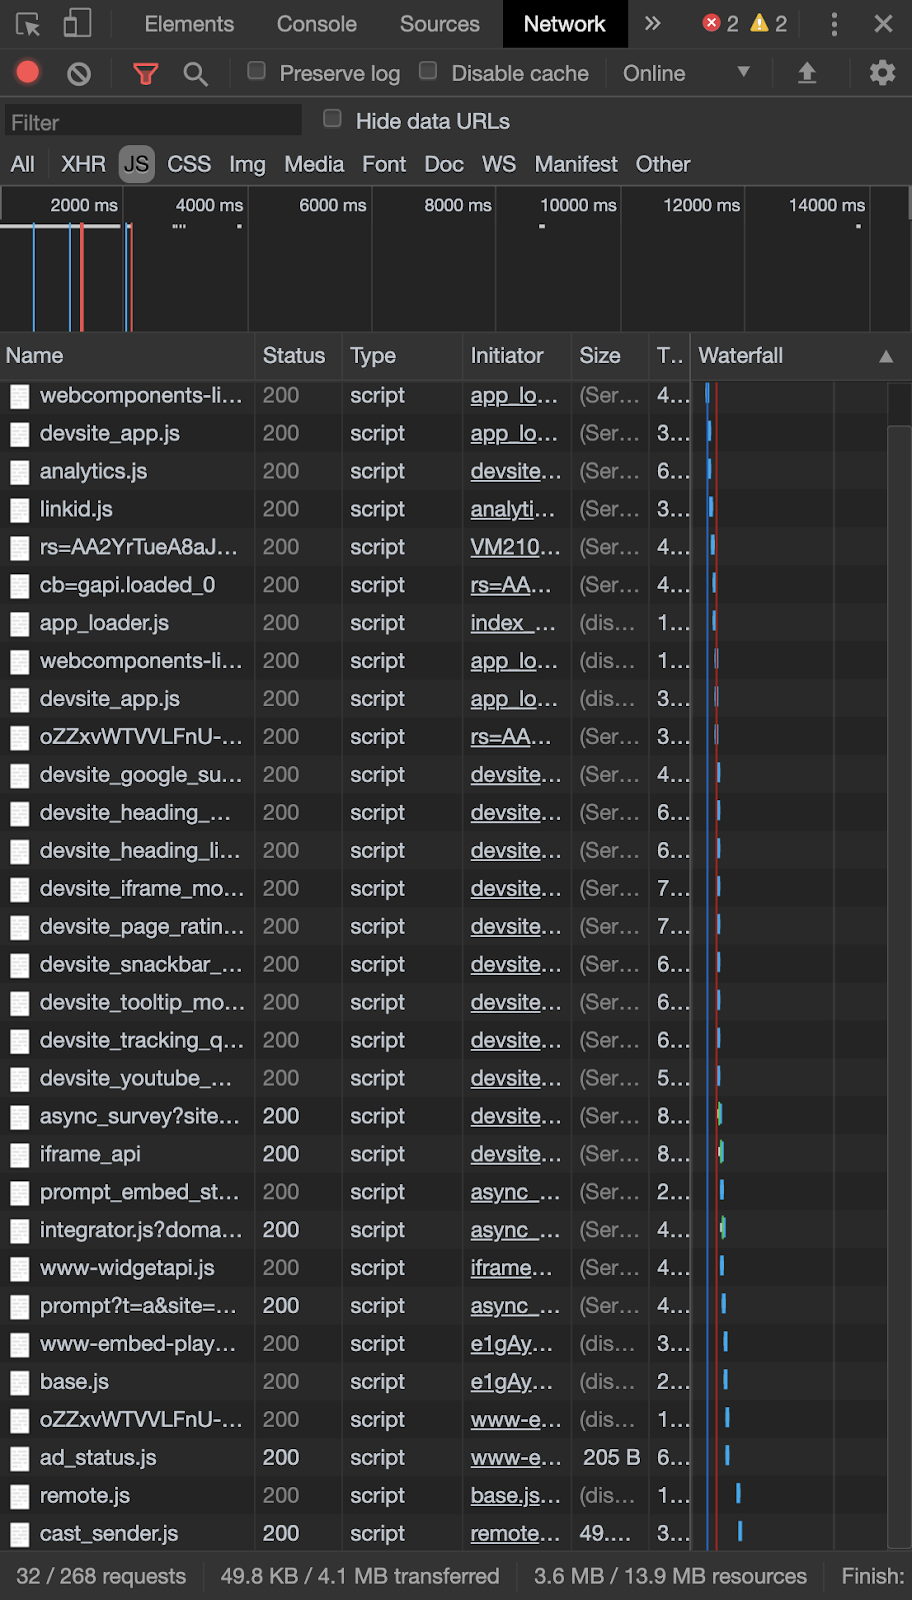 Elements Console Sources Network 2 2
Preserve log Disable cache Online
Filter Hide data URLs
All XHR JS CSS Img Media Font Doc WS Manifest Other
2000 ms 4000 ms 6000 ms 8000 ms 10000 ms 12000 ms 14000 ms
Name Status Type Initiator Size T.. Waterfall
webcomponents-li... 200 script app_lo... (Ser... 4...
devsite_app.js 200 script app_lo... (Ser... 3...
analytics.js 200 script devsite... (Ser... 6...
linkid.js 200 script analyti... (Ser... 3...
rs=AA2YrTueA8aJ... 200 script VM210... (Ser... 4...
cb=gapi.loaded_0 200 script rs=AA... (Ser... 4...
app_loader.js 200 script index_... (dis... 1...
webcomponents-li... 200 script app_lo... (dis... 1...
devsite_app.js 200 script app_lo... (dis... 3...
oZZxvWTVVLFnU-... 200 script rs=AA... (Ser... 3...
devsite_google_su... 200 script devsite... (Ser... 4...
devsite_heading_... 200 script devsite... (Ser... 6...
devsite_heading_li... 200 script devsite... (Ser... 6...
devsite_iframe_mo... 200 script devsite... (Ser... 7...
devsite_page_ratin... 200 script devsite... (Ser... 7...
devsite_snackbar_... 200 script devsite... (Ser... 6...
devsite_tooltip_mo... 200 script devsite... (Ser... 6...
devsite_tracking_q... 200 script devsite... (Ser... 6...
devsite_youtube_... 200 script devsite... (Ser... 5...
async_survey?site... 200 script devsite... (Ser... 8...
iframe_api 200 script devsite... (Ser... 8...
prompt_embed_st... 200 script async_... (Ser... 2...
integrator.js?doma... 200 script async_... (Ser... 4...
www-widgetapi.js 200 script iframe... (Ser... 4...
prompt?t=a&site=... 200 script async_... (Ser... 4...
www-embed-play... 200 script e1gAy... (dis... 3...
base.js 200 script e1gAy... (dis... 2...
oZZxvWTVVLFnU-... 200 script www-e... (dis... 1...
ad_status.js 200 script www-e... 205 B 6...
remote.js 200 script base.js... (dis... 1...
cast_sender.js 200 script remote... 49.... 3...
32 / 268 requests 49.8 KB / 4.1 MB transferred 3.6 MB / 13.9 MB resources Finish: